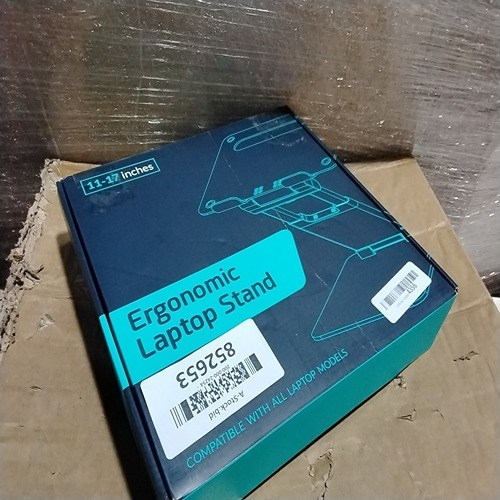 11-17 inches
Ergonomic
Laptop Stand
852653
A-Stock.bid
COMPATIBLE WITH ALL LAPTOP MODELS